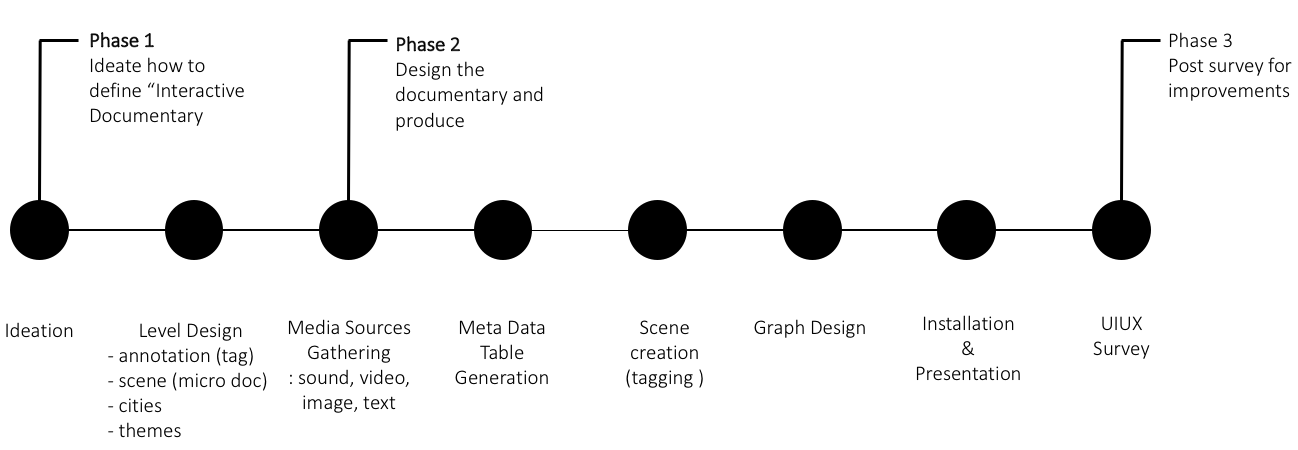 Phase 1
Ideate how to
define “Interactive
Documentary
Phase 2
Design the
documentary and
produce
Phase 3
Post survey for
improvements
Ideation
Level Design
- annotation (tag)
- scene (micro doc)
- cities
- themes
Media Sources
Gathering
: sound, video,
image, text
Meta Data
Table
Generation
Scene
creation
(tagging )
Graph Design
Installation
&
Presentation
UIUX
Survey